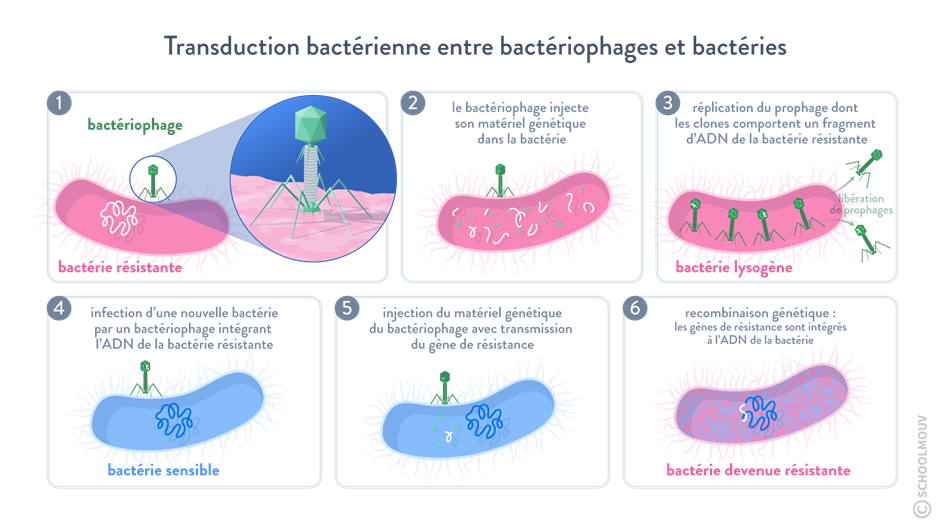 Transduction bactérienne entre bactériophages et bactéries
1
bactériophage
bactérie résistante
2
le bactériophage injecte
son matériel génétique
dans la bactérie
3
réplication du prophage dont
les clones comportent un fragment
d’ADN de la bactérie résistante
libération
de prophages
bactérie lysogène
4
infection d’une nouvelle bactérie
par un bactériophage intégrant
l’ADN de la bactérie résistante
bactérie sensible
5
injection du matériel génétique
du bactériophage avec transmission
du gène de résistance
6
recombinaison génétique :
les gènes de résistance sont intégrés
à l’ADN de la bactérie
bactérie devenue résistante
© SCHOOLMOUV